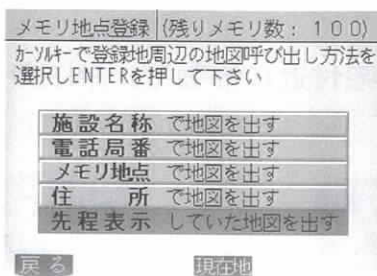 メモリ地点登録 (残りメモリ数：１００)
ｶｰｿﾙｷｰで登録地周辺の地図呼び出し方法を
選択しENTERを押して下さい
施設名称 で地図を出す
電話局番 で地図を出す
メモリ地点 で地図を出す
住　所 で地図を出す
先程表示 していた地図を出す
戻る 現在地